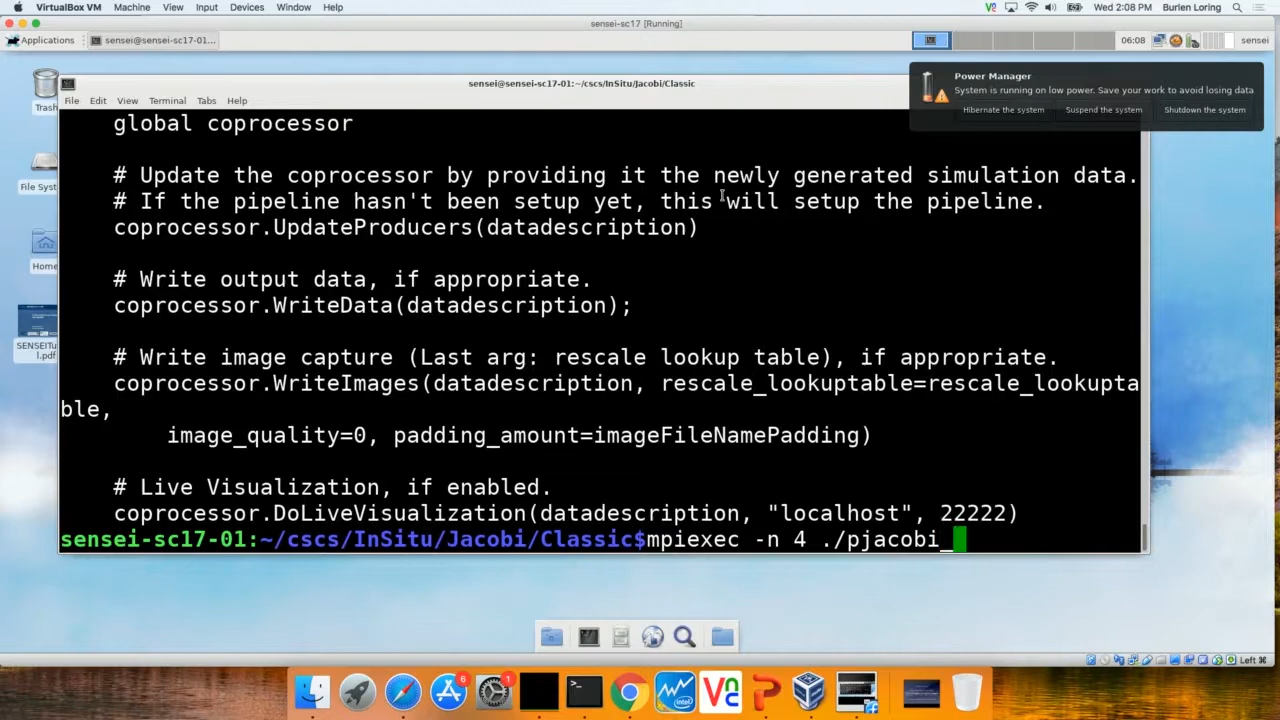 VirtualBox VM Machine View Input Devices Window Help
Wed 2:08 PM Burlen Loring
sensei-sc17 [Running]
Applications sensei@sensei-sc17-01:...
06:08 sensei
sensei@sensei-sc17-01:~/cscs/InSitu/Jacobi/Classic
Power Manager
System is running on low power. Save your work to avoid losing data
Hibernate the system Suspend the system Shutdown the system
File Edit View Terminal Tabs Help
Trash
File Syst
Home
SENSEITu
l.pdf
global coprocessor
# Update the coprocessor by providing it the newly generated simulation data.
# If the pipeline hasn't been setup yet, this will setup the pipeline.
coprocessor.UpdateProducers(datadescription)
# Write output data, if appropriate.
coprocessor.WriteData(datadescription);
# Write image capture (Last arg: rescale lookup table), if appropriate.
coprocessor.WriteImages(datadescription, rescale_lookuptable=rescale_lookupta
ble,
image_quality=0, padding_amount=imageFileNamePadding)
# Live Visualization, if enabled.
coprocessor.DoLiveVisualization(datadescription, "localhost", 22222)
sensei-sc17-01:~/cscs/InSitu/Jacobi/Classic$mpiexec -n 4 ./pjacobi_
Left ⌘
6
1
intel